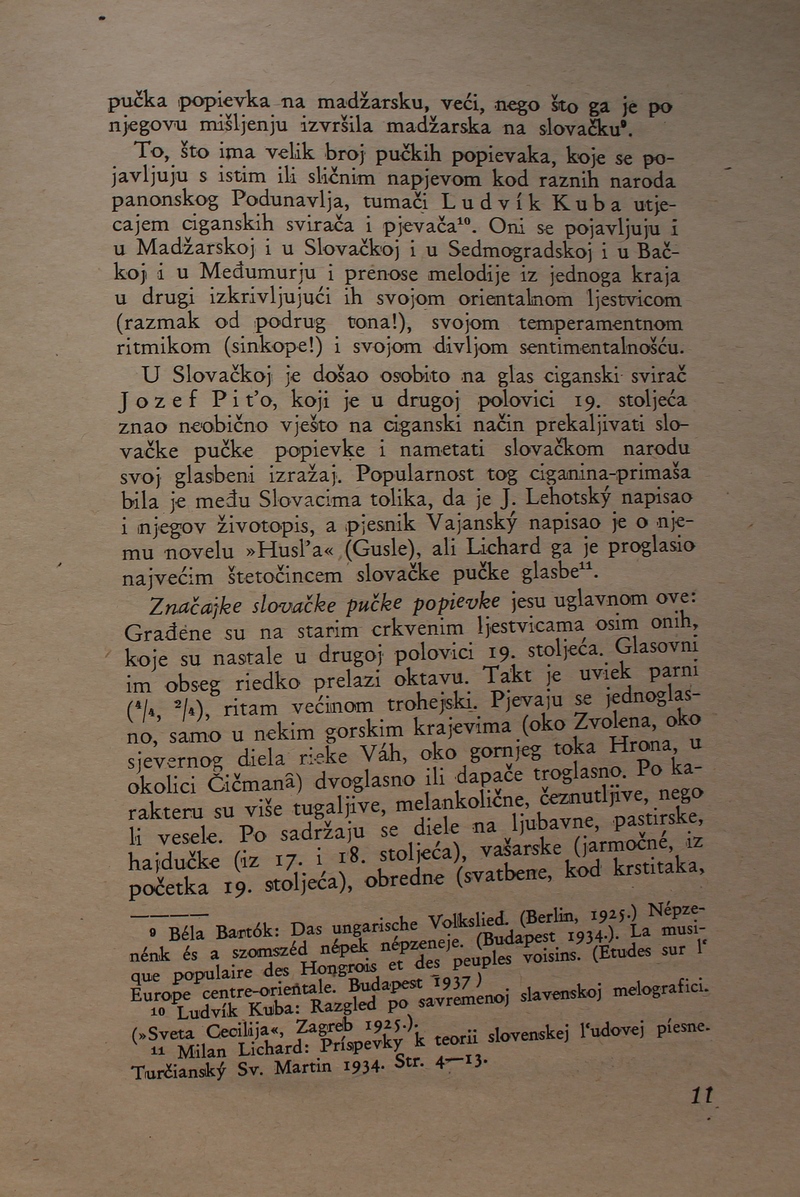 pučka popievka na madžarsku, veći, nego što ga je po
njegovu mišljenju izvršila madžarska na slovačku⁹.
To, što ima velik broj pučkih popievaka, koje se po-
javljuju s istim ili sličnim napjevom kod raznih naroda
panonskog Podunavlja, tumači Ludvík Kuba utje-
cajem ciganskih svirača i pjevača¹⁰. Oni se pojavljuju i
u Madžarskoj i u Slovačkoj i u Sedmogradskoj i u Bač-
koj i u Međumurju i prenose melodije iz jednoga kraja
u drugi izkrivljujući ih svojom orientalnom ljestvicom
(razmak od podrug tona!), svojom temperamentnom
ritmikom (sinkope!) i svojom divljom sentimentalnošću.
U Slovačkoj je došao osobito na glas ciganski svirač
Jozef Piťo, koji je u drugoj polovici 19. stoljeća
znao neobično vješto na ciganski način prekaljivati slo-
vačke pučke popievke i nametati slovačkom narodu
svoj glasbeni izražaj. Popularnost tog ciganina-primaša
bila je među Slovacima tolika, da je J. Lehotský napisao
i njegov životopis, a pjesnik Vajanský napisao je o nje-
mu novelu »Husľa« (Gusle), ali Lichard ga je proglasio
najvećim štetočincem slovačke pučke glasbe¹¹.
Značajke slovačke pučke popievke jesu uglavnom ove:
Građene su na starim crkvenim ljestvicama osim onih,
koje su nastale u drugoj polovici 19. stoljeća. Glasovni
im obseg riedko prelazi oktavu. Takt je uviek parni
(⁴/₄, ²/₄), ritam većinom trohejski. Pjevaju se jednoglas-
no, samo u nekim gorskim krajevima (oko Zvolena, oko
sjevernog diela rieke Váh, oko gornjeg toka Hrona, u
okolici Čičmanâ) dvoglasno ili dapače troglasno. Po ka-
rakteru su više tugaljive, melankolične, čeznutljive, nego
li vesele. Po sadržaju se diele na ljubavne, pastirske,
hajdučke (iz 17. i 18. stoljeća), vašarske (jarmočne, iz
početka 19. stoljeća), obredne (svatbene, kod krstitaka,
⁹ Béla Bartók: Das ungarische Volkslied. (Berlin, 1925.) Népze-
nénk és a szomszéd népek népzeneje. (Budapest 1934.). La musi-
que populaire des Hongrois et des peuples voisins. (Etudes sur l'
Europe centre-orientale. Budapest 1937)
¹⁰ Ludvík Kuba: Razgled po savremenoj slavenskoj melografici.
(»Sveta Cecilija«, Zagreb 1925.).
¹¹ Milan Lichard: Príspevky k teorii slovenskej ľudovej piesne.
Turčianský Sv. Martin 1934. Str. 4—13.
11